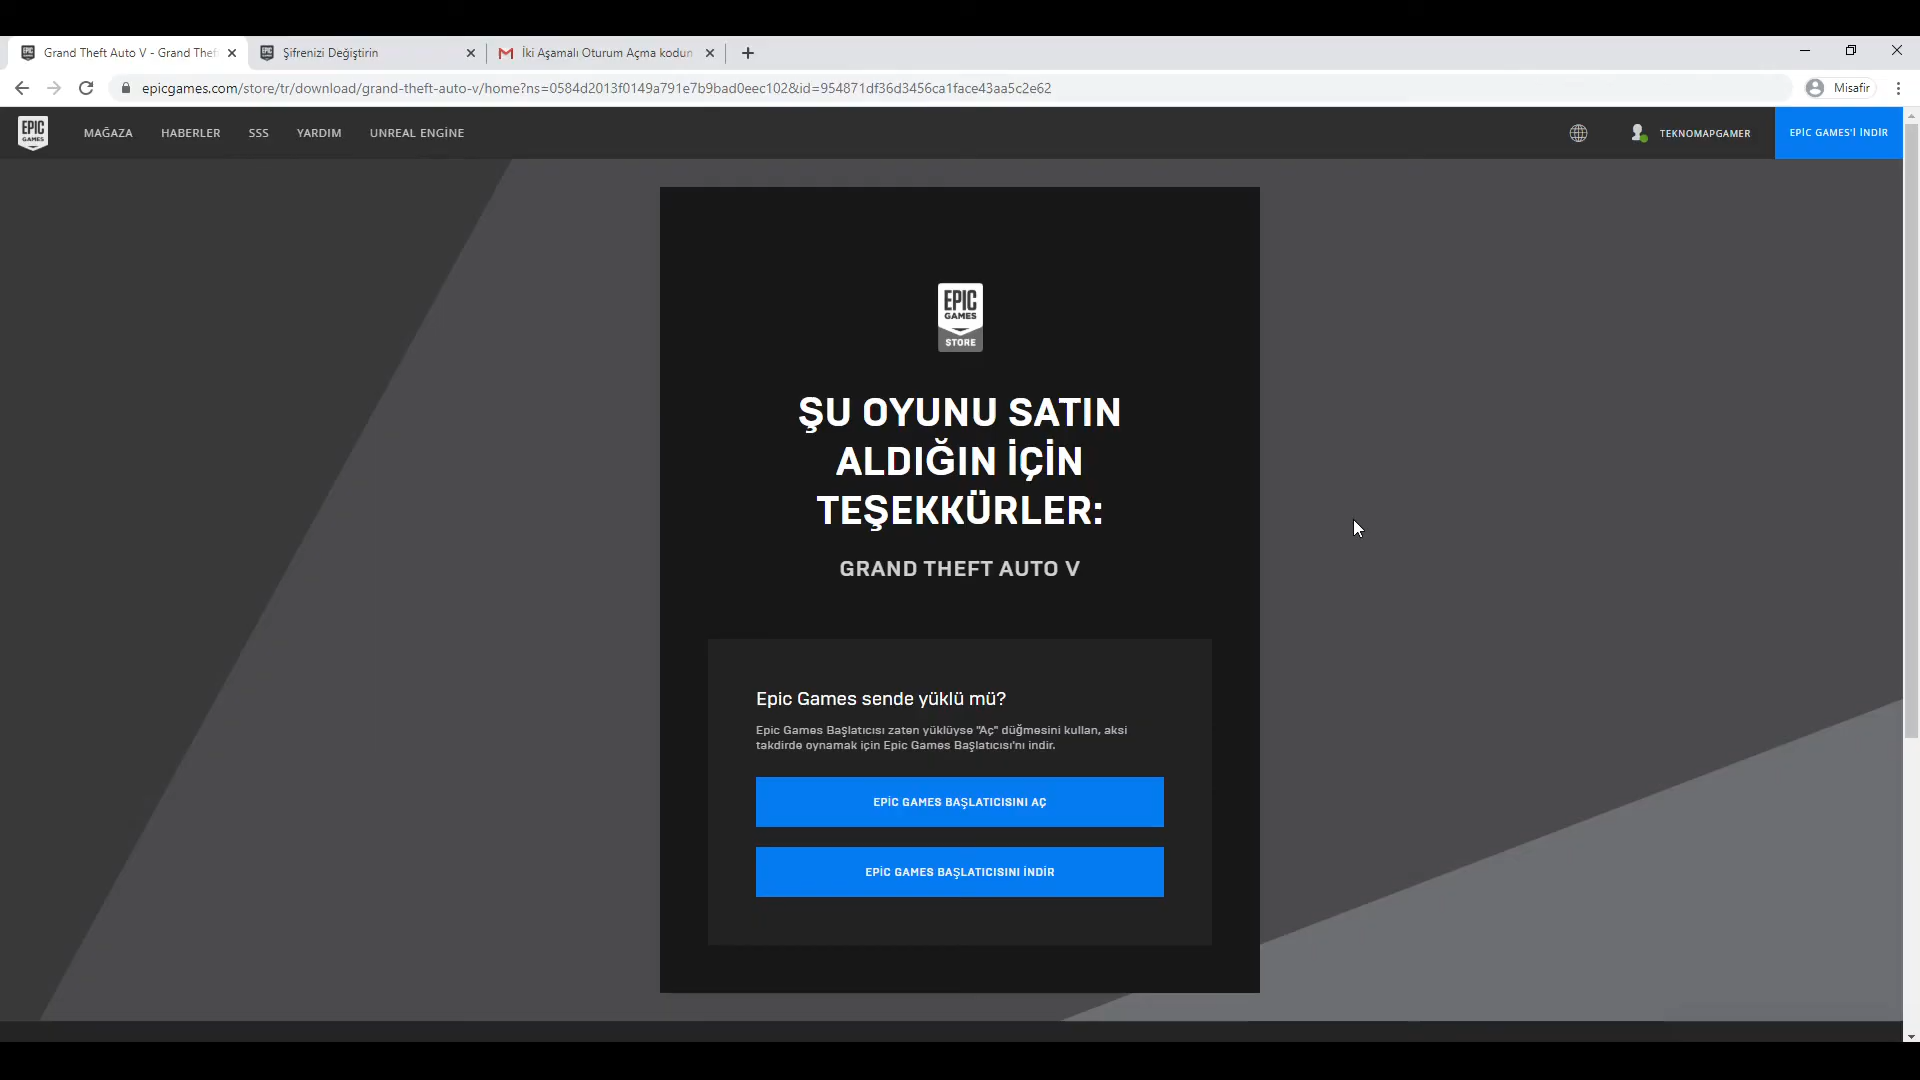 Grand Theft Auto V - Grand Thef
Şifrenizi Değiştirin
İki Aşamalı Oturum Açma kodun
epicgames.com/store/tr/download/grand-theft-auto-v/home?ns=0584d2013f0149a791e7b9bad0eec102&id=954871df36d3456ca1face43aa5c2e62
Misafir
EPIC GAMES
MAĞAZA
HABERLER
SSS
YARDIM
UNREAL ENGİNE
TEKNOMAPGAMER
EPİC GAMES'İ İNDİR
EPIC
GAMES
STORE
ŞU OYUNU SATIN
ALDIĞIN İÇİN
TEŞEKKÜRLER:
GRAND THEFT AUTO V
Epic Games sende yüklü mü?
Epic Games Başlatıcısı zaten yüklüyse "Aç" düğmesini kullan, aksi
takdirde oynamak için Epic Games Başlatıcısı'nı indir.
EPİC GAMES BAŞLATICISINI AÇ
EPİC GAMES BAŞLATICISINI İNDİR